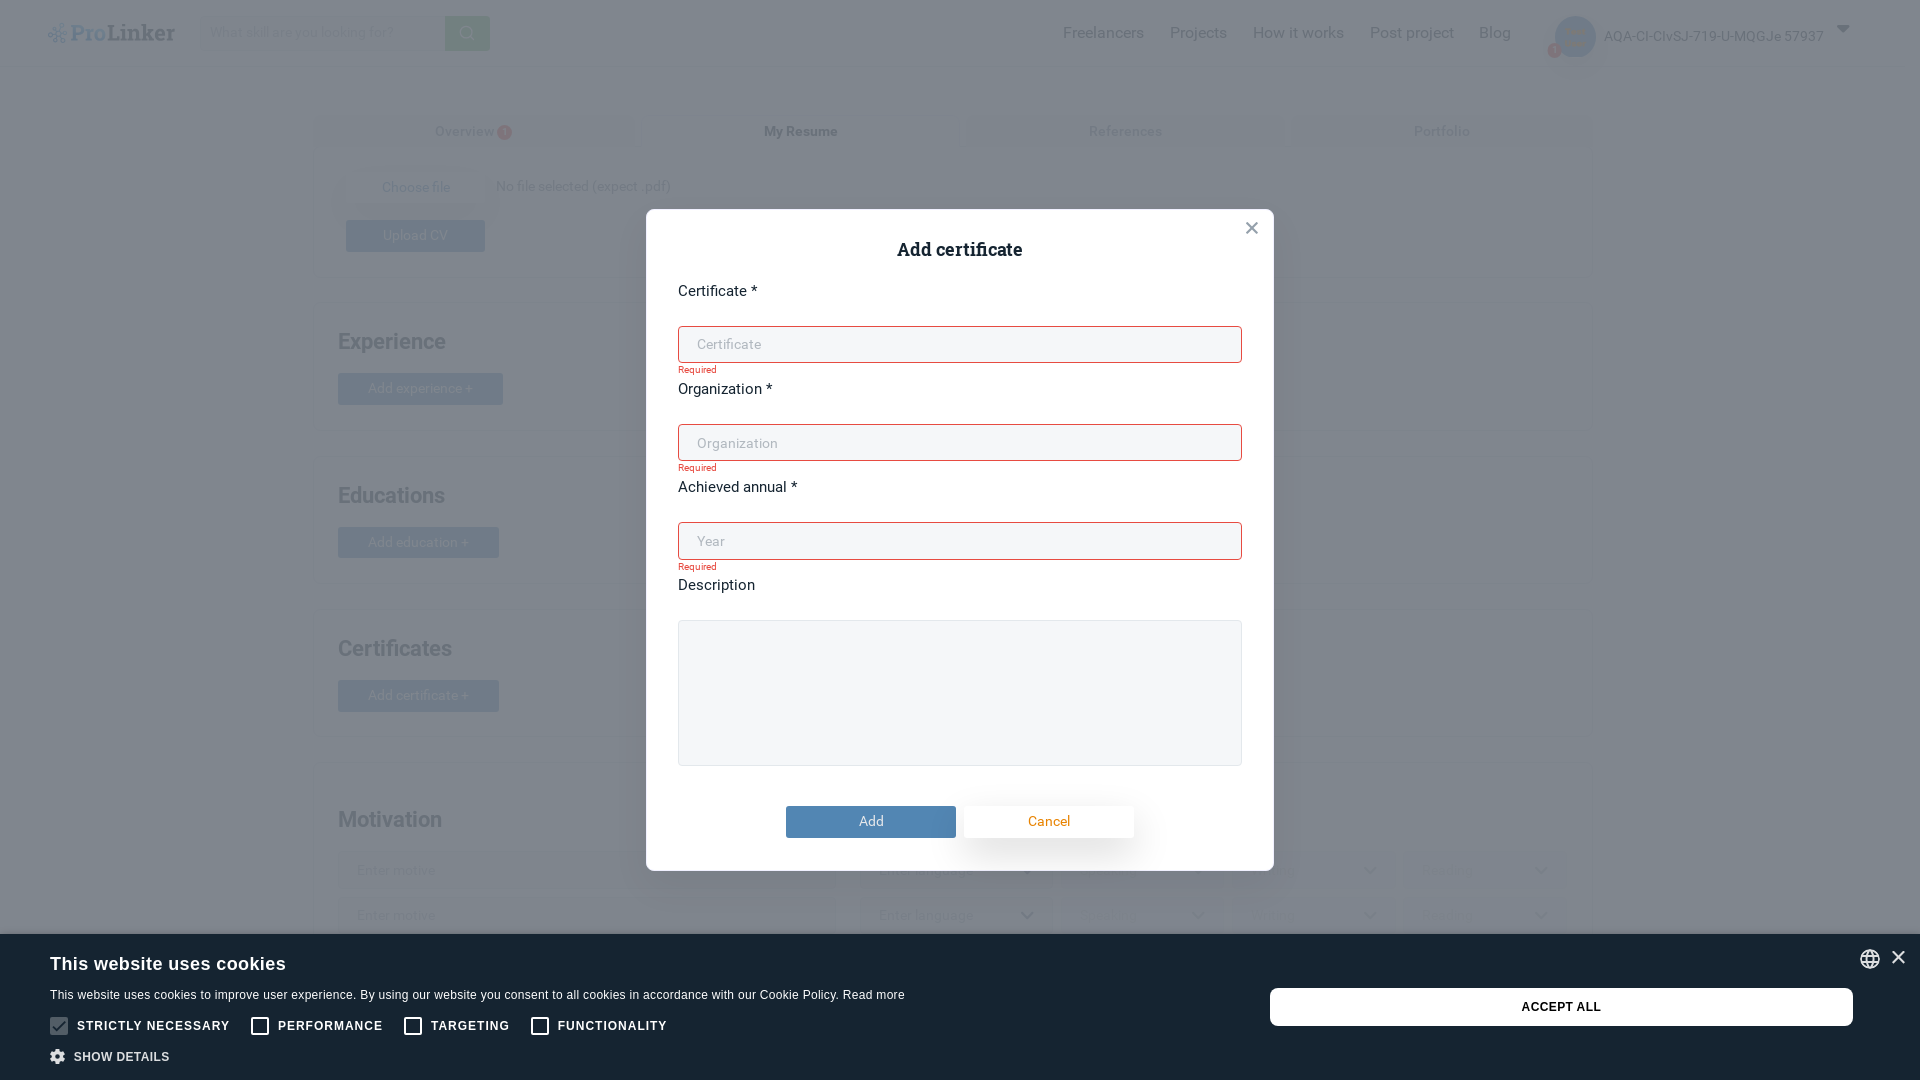 ProLinker
What skill are you looking for?
Freelancers
Projects
How it works
Post project
Blog
1
AQA-CI-CIvSJ-719-U-MQGJe 57937
Overview 1
My Resume
References
Portfolio
Choose file
No file selected (expect .pdf)
Upload CV
Experience
Add experience +
Educations
Add education +
Certificates
Add certificate +
Motivation
Enter motive
Enter motive
Enter language
×
Add certificate
Certificate *
Certificate
Required
Organization *
Organization
Required
Achieved annual *
Year
Required
Description
Add
Cancel
This website uses cookies
×
This website uses cookies to improve user experience. By using our website you consent to all cookies in accordance with our Cookie Policy. Read more
STRICTLY NECESSARY
PERFORMANCE
TARGETING
FUNCTIONALITY
SHOW DETAILS
ACCEPT ALL